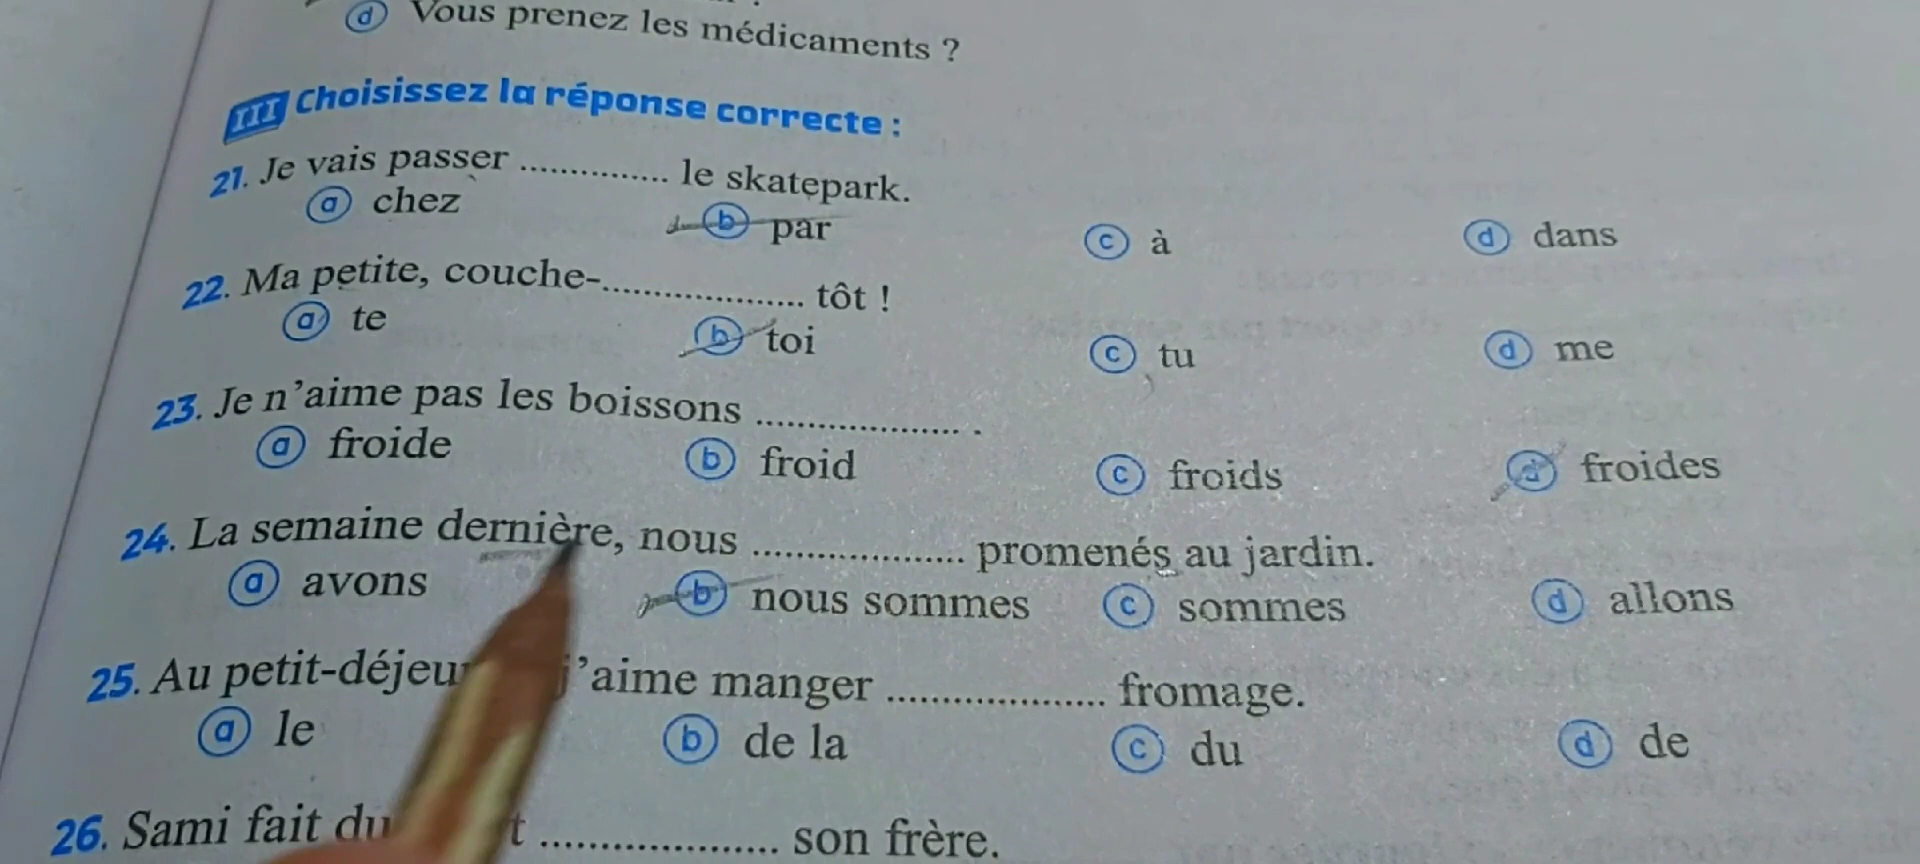 d Vous prenez les médicaments ?
III Choisissez la réponse correcte :
21. Je vais passer .............. le skatepark.
a chez b par c à d dans
22. Ma petite, couche-................... tôt !
a te b toi c tu d me
23. Je n'aime pas les boissons ................... .
a froide b froid c froids d froides
24. La semaine dernière, nous ................... promenés au jardin.
a avons b nous sommes c sommes d allons
25. Au j'aime manger ................... fromage.
a le b de la c du d de
26. Sami fait du ................... son frère.